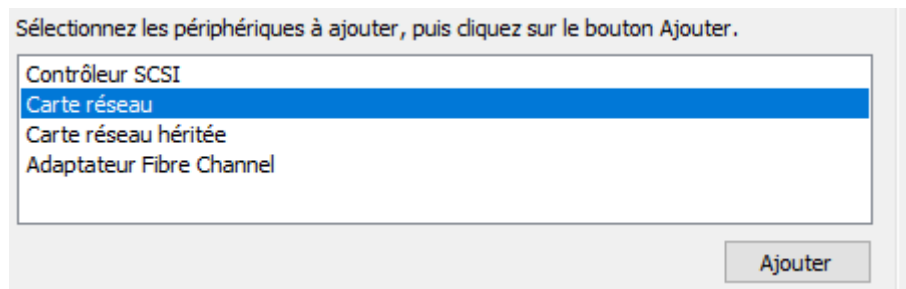 Sélectionnez les périphériques à ajouter, puis cliquez sur le bouton Ajouter.
Contrôleur SCSI
Carte réseau
Carte réseau héritée
Adaptateur Fibre Channel
Ajouter